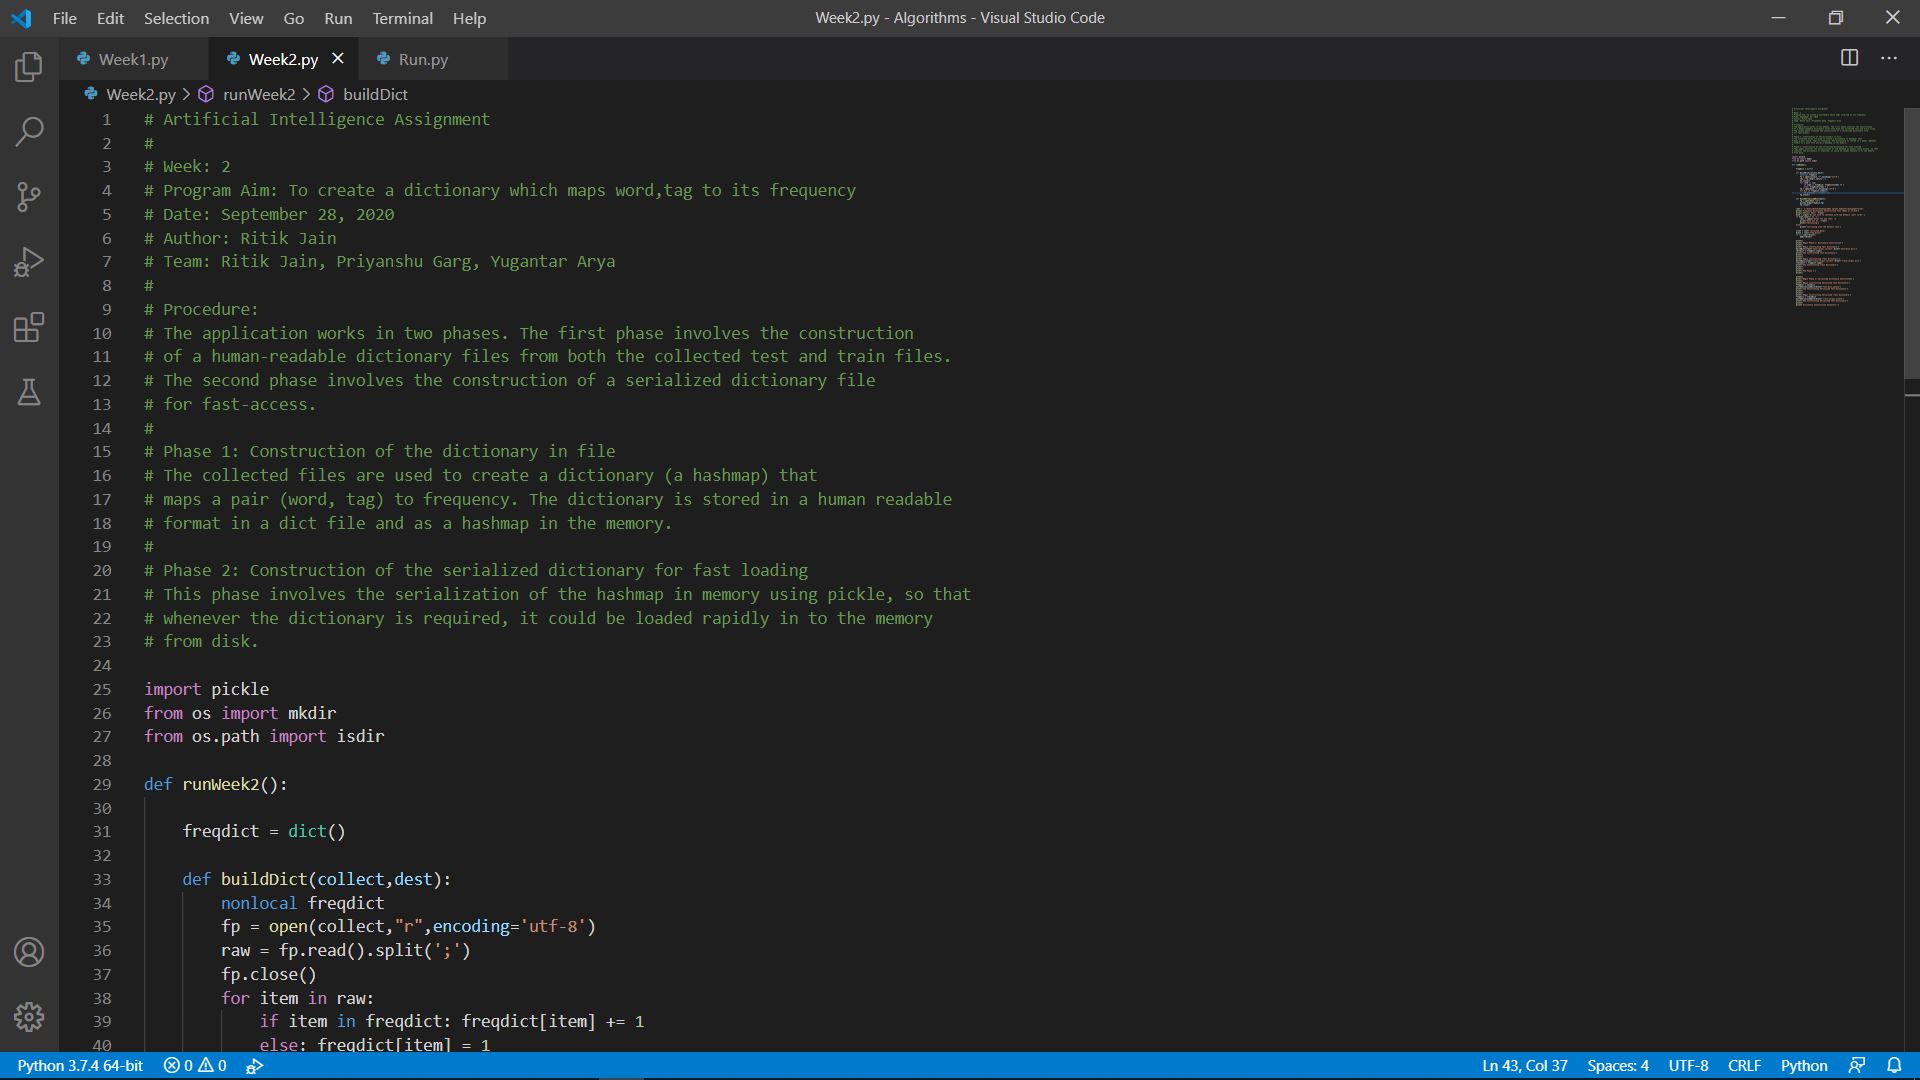 File Edit Selection View Go Run Terminal Help
Week2.py - Algorithms - Visual Studio Code
Week1.py Week2.py Run.py
Week2.py > runWeek2 > buildDict
1 # Artificial Intelligence Assignment
2 #
3 # Week: 2
4 # Program Aim: To create a dictionary which maps word,tag to its frequency
5 # Date: September 28, 2020
6 # Author: Ritik Jain
7 # Team: Ritik Jain, Priyanshu Garg, Yugantar Arya
8 #
9 # Procedure:
10 # The application works in two phases. The first phase involves the construction
11 # of a human-readable dictionary files from both the collected test and train files.
12 # The second phase involves the construction of a serialized dictionary file
13 # for fast-access.
14 #
15 # Phase 1: Construction of the dictionary in file
16 # The collected files are used to create a dictionary (a hashmap) that
17 # maps a pair (word, tag) to frequency. The dictionary is stored in a human readable
18 # format in a dict file and as a hashmap in the memory.
19 #
20 # Phase 2: Construction of the serialized dictionary for fast loading
21 # This phase involves the serialization of the hashmap in memory using pickle, so that
22 # whenever the dictionary is required, it could be loaded rapidly in to the memory
23 # from disk.
24
25 import pickle
26 from os import mkdir
27 from os.path import isdir
28
29 def runWeek2():
30
31     freqdict = dict()
32
33     def buildDict(collect,dest):
34         nonlocal freqdict
35         fp = open(collect,"r",encoding='utf-8')
36         raw = fp.read().split(';')
37         fp.close()
38         for item in raw:
39             if item in freqdict: freqdict[item] += 1
40             else: freqdict[item] = 1
Python 3.7.4 64-bit 0 0 Ln 43, Col 37 Spaces: 4 UTF-8 CRLF Python